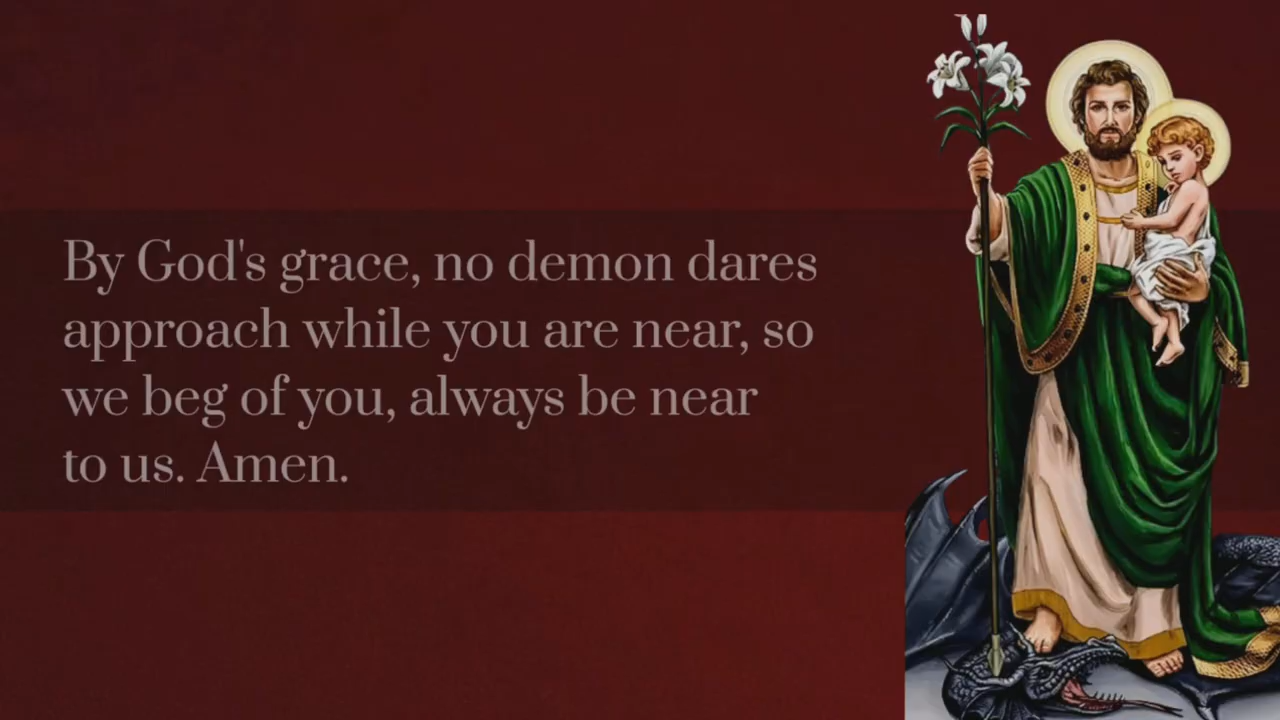 By God's grace, no demon dares
approach while you are near, so
we beg of you, always be near
to us. Amen.